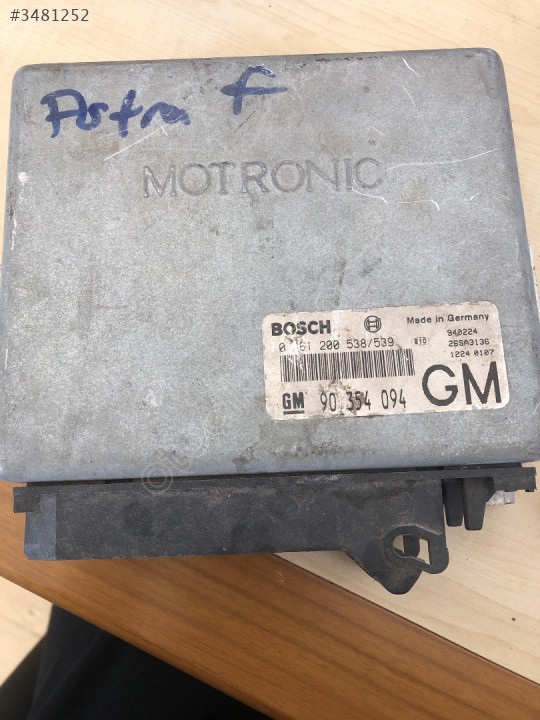 #3481252
Astra F
MOTRONIC
BOSCH Made in Germany
0 261 200 538/539 810 940224
26SA3136
1224 0107
GM 90 354 094 GM